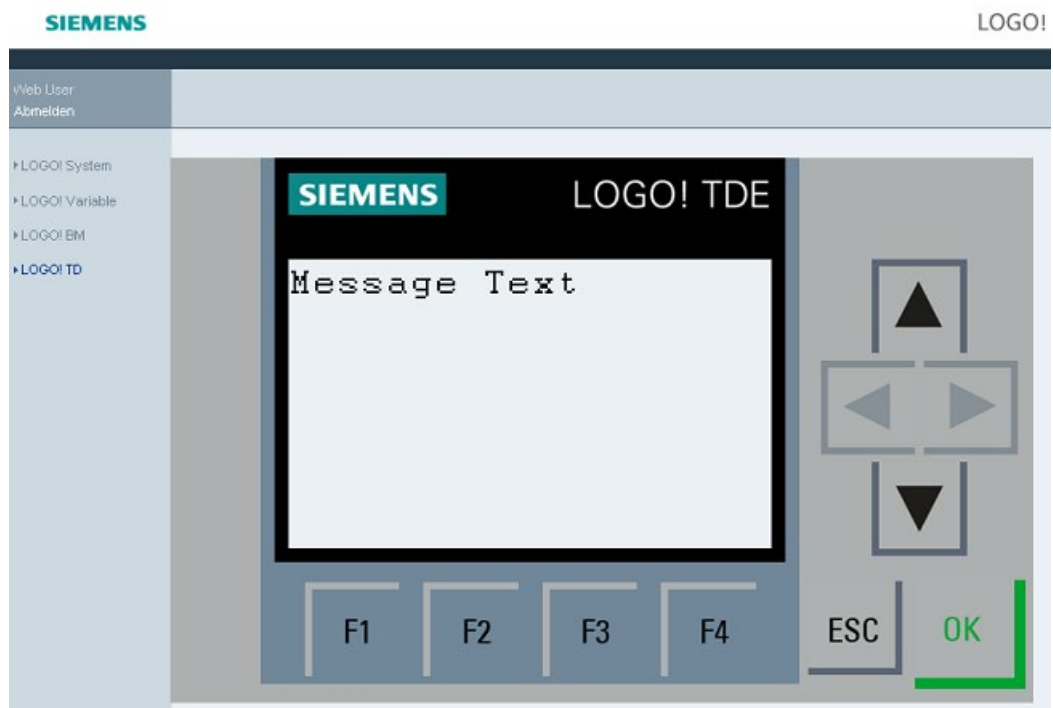 SIEMENS
LOGO!
Web User
Abmelden
LOGO! System
LOGO! Variable
LOGO! BM
LOGO! TD
SIEMENS
LOGO! TDE
Message Text
F1
F2
F3
F4
ESC
OK